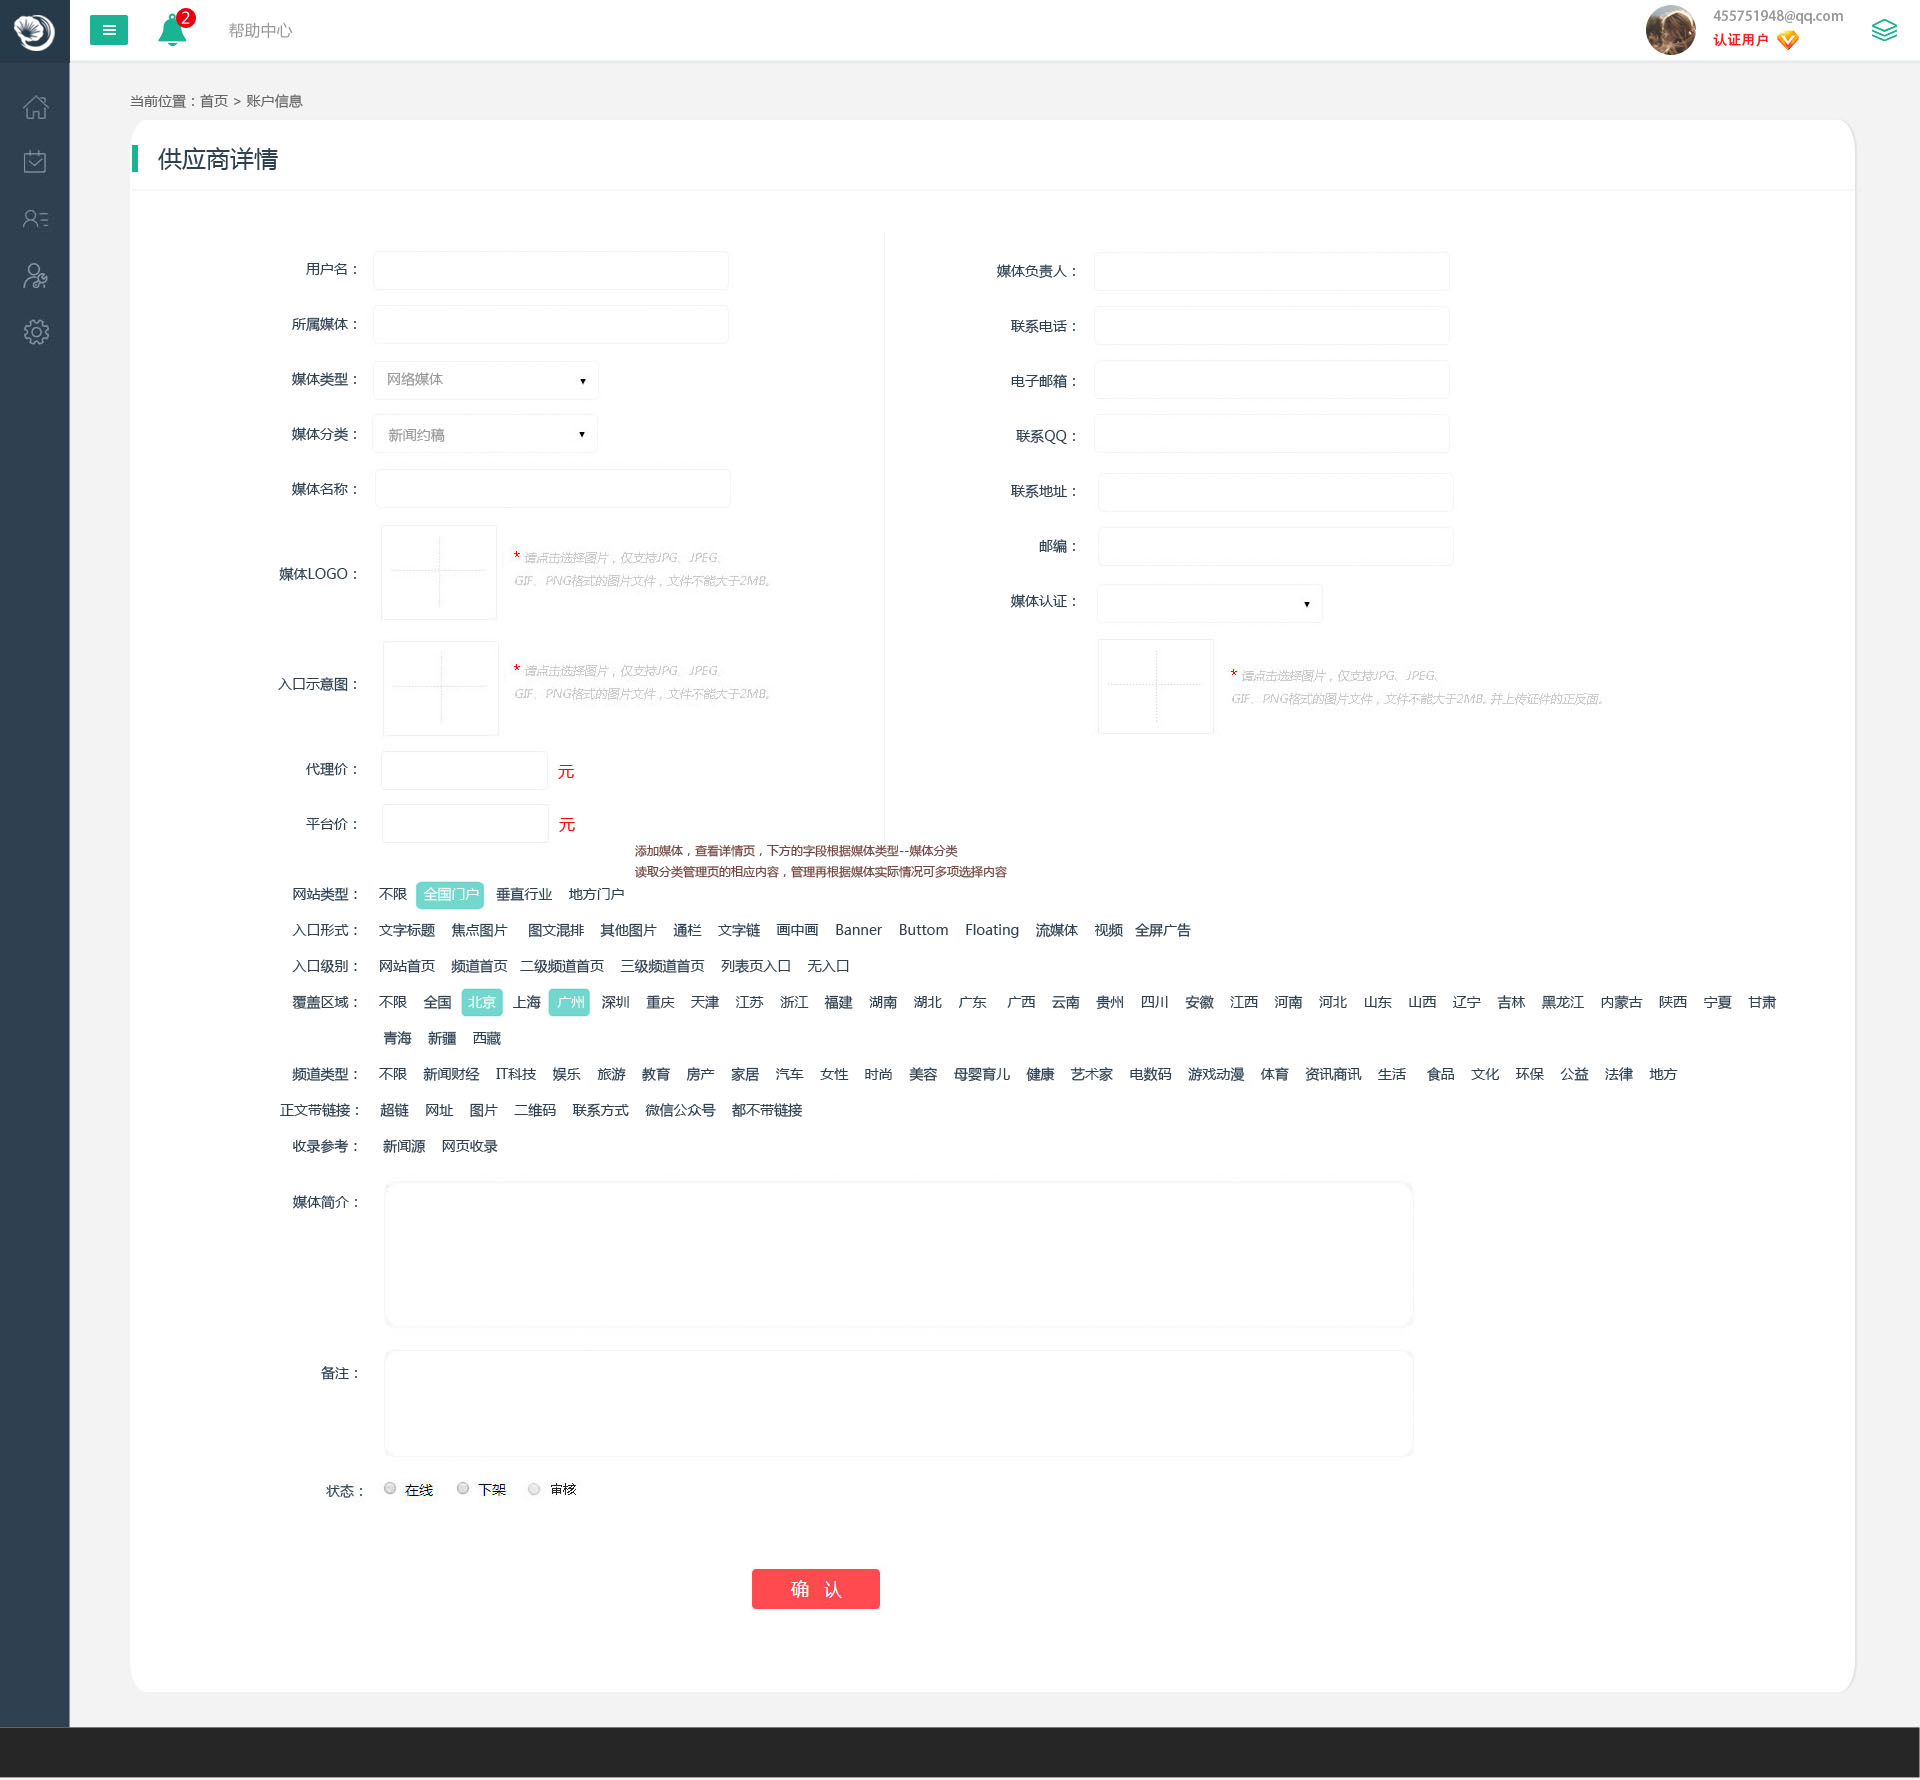 2
帮助中心
455751948@qq.com
认证用户
当前位置：首页 > 账户信息
供应商详情
用户名：
所属媒体：
媒体类型： 网络媒体
媒体分类： 新闻约稿
媒体名称：
媒体LOGO：
* 请点击选择图片，仅支持JPG、JPEG、
GIF、PNG格式的图片文件，文件不能大于2MB。
入口示意图：
* 请点击选择图片，仅支持JPG、JPEG、
GIF、PNG格式的图片文件，文件不能大于2MB。
代理价： 元
平台价： 元
媒体负责人：
联系电话：
电子邮箱：
联系QQ：
联系地址：
邮编：
媒体认证：
* 请点击选择图片，仅支持JPG、JPEG、
GIF、PNG格式的图片文件，文件不能大于2MB。并上传证件的正反面。
添加媒体，查看详情页，下方的字段根据媒体类型--媒体分类
读取分类管理页的相应内容，管理再根据媒体实际情况可多项选择内容
网站类型： 不限 全国门户 垂直行业 地方门户
入口形式： 文字标题 焦点图片 图文混排 其他图片 通栏 文字链 画中画 Banner Buttom Floating 流媒体 视频 全屏广告
入口级别： 网站首页 频道首页 二级频道首页 三级频道首页 列表页入口 无入口
覆盖区域： 不限 全国 北京 上海 广州 深圳 重庆 天津 江苏 浙江 福建 湖南 湖北 广东 广西 云南 贵州 四川 安徽 江西 河南 河北 山东 山西 辽宁 吉林 黑龙江 内蒙古 陕西 宁夏 甘肃
青海 新疆 西藏
频道类型： 不限 新闻财经 IT科技 娱乐 旅游 教育 房产 家居 汽车 女性 时尚 美容 母婴育儿 健康 艺术家 电数码 游戏动漫 体育 资讯商讯 生活 食品 文化 环保 公益 法律 地方
正文带链接： 超链 网址 图片 二维码 联系方式 微信公众号 都不带链接
收录参考： 新闻源 网页收录
媒体简介：
备注：
状态： 在线 下架 审核
确 认